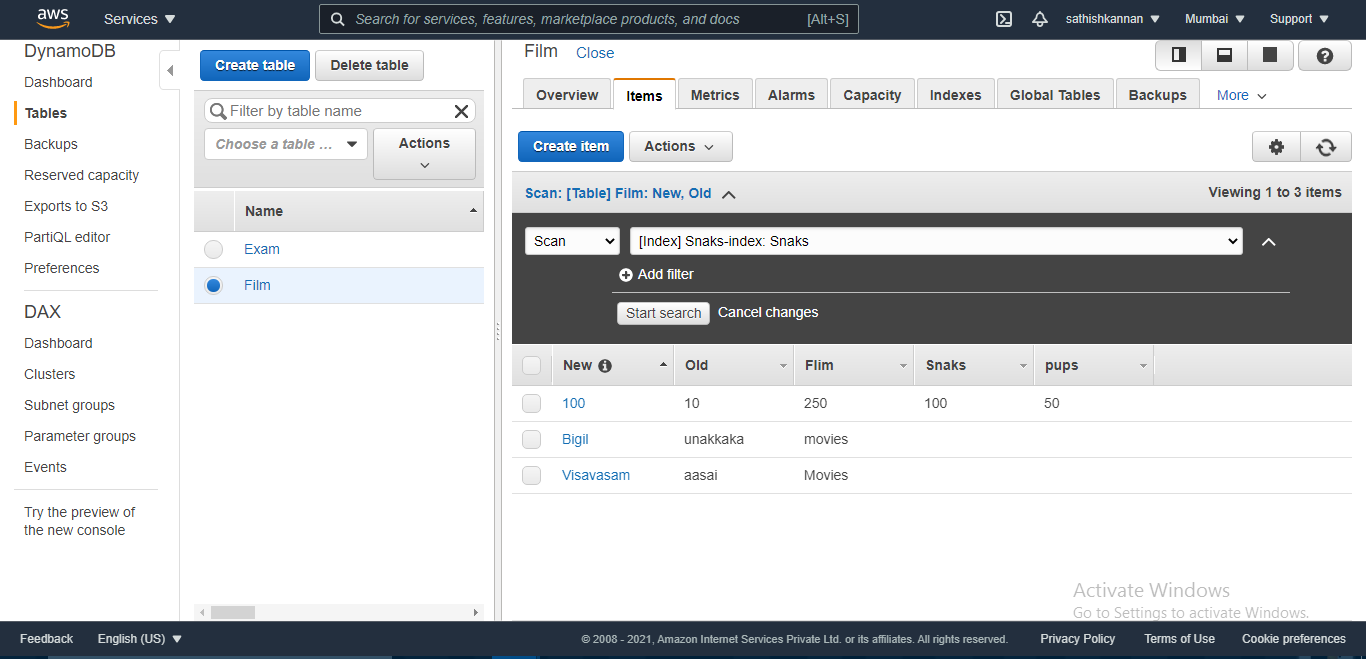 aws
Services
Search for services, features, marketplace products, and docs
[Alt+S]
sathishkannan
Mumbai
Support
DynamoDB
Dashboard
Tables
Backups
Reserved capacity
Exports to S3
PartiQL editor
Preferences
DAX
Dashboard
Clusters
Subnet groups
Parameter groups
Events
Try the preview of
the new console
Create table
Delete table
Filter by table name
Choose a table ...
Actions
Name
Exam
Film
Film
Close
Overview
Items
Metrics
Alarms
Capacity
Indexes
Global Tables
Backups
More
Create item
Actions
Scan: [Table] Film: New, Old
Viewing 1 to 3 items
Scan
[Index] Snaks-index: Snaks
Add filter
Start search
Cancel changes
New Old Flim Snaks pups
100 10 250 100 50
Bigil unakkaka movies
Visavasam aasai Movies
Activate Windows
Go to Settings to activate Windows.
Feedback
English (US)
© 2008 - 2021, Amazon Internet Services Private Ltd. or its affiliates. All rights reserved.
Privacy Policy
Terms of Use
Cookie preferences